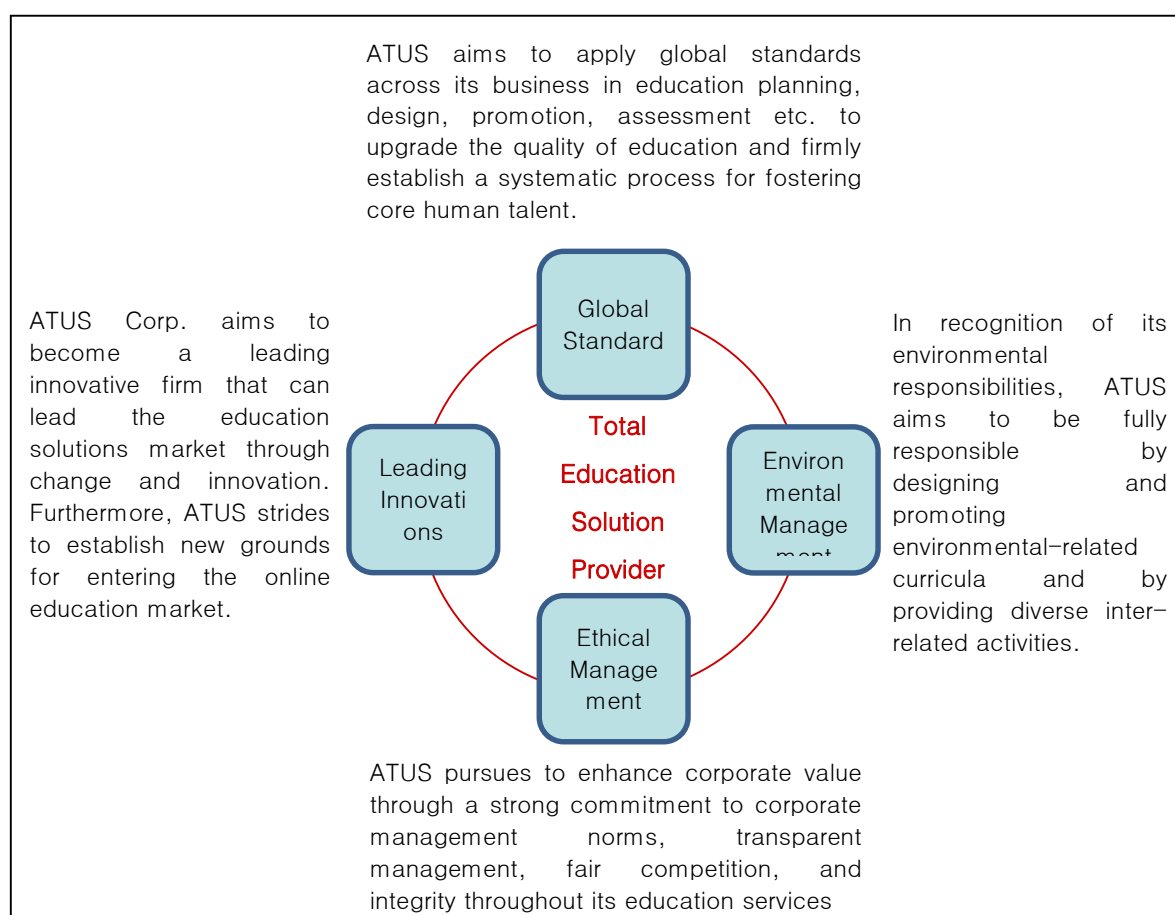 ATUS aims to apply global standards
across its business in education planning,
design, promotion, assessment etc. to
upgrade the quality of education and firmly
establish a systematic process for fostering
core human talent.
Global
Standard
ATUS Corp. aims to
become a leading
innovative firm that can
lead the education
solutions market through
change and innovation.
Furthermore, ATUS strides
to establish new grounds
for entering the online
education market.
Leading
Innovati
ons
Total
Education
Solution
Provider
Environ
mental
Manage
ment
In recognition of its
environmental
responsibilities, ATUS
aims to be fully
responsible by
designing and
promoting
environmental-related
curricula and by
providing diverse inter-
related activities.
Ethical
Manage
ment
ATUS pursues to enhance corporate value
through a strong commitment to corporate
management norms, transparent
management, fair competition, and
integrity throughout its education services